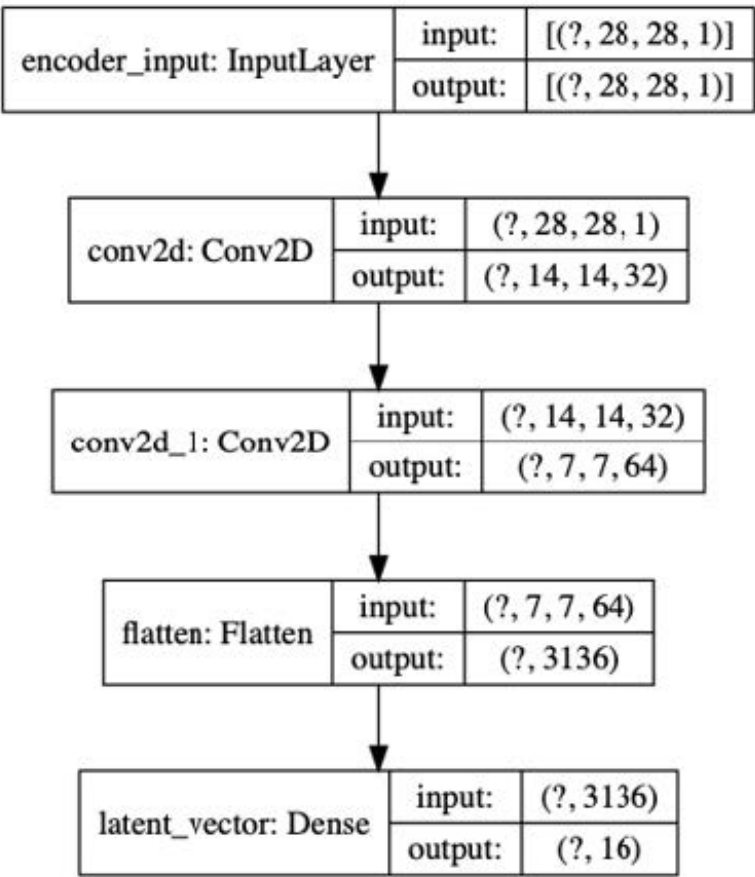 encoder_input: InputLayer
input: [(?, 28, 28, 1)]
output: [(?, 28, 28, 1)]
conv2d: Conv2D
input: (?, 28, 28, 1)
output: (?, 14, 14, 32)
conv2d_1: Conv2D
input: (?, 14, 14, 32)
output: (?, 7, 7, 64)
flatten: Flatten
input: (?, 7, 7, 64)
output: (?, 3136)
latent_vector: Dense
input: (?, 3136)
output: (?, 16)